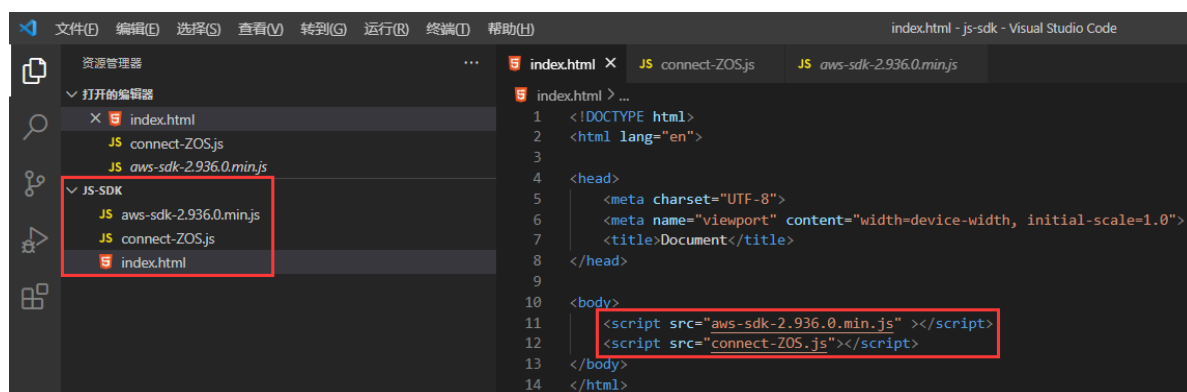 文件(F) 编辑(E) 选择(S) 查看(V) 转到(G) 运行(R) 终端(T) 帮助(H) index.html - js-sdk - Visual Studio Code
资源管理器 ···
打开的编辑器
index.html
JS connect-ZOS.js
JS aws-sdk-2.936.0.min.js
JS-SDK
JS aws-sdk-2.936.0.min.js
JS connect-ZOS.js
index.html
index.html JS connect-ZOS.js JS aws-sdk-2.936.0.min.js
index.html > ...
1 <!DOCTYPE html>
2 <html lang="en">
3
4 <head>
5 <meta charset="UTF-8">
6 <meta name="viewport" content="width=device-width, initial-scale=1.0">
7 <title>Document</title>
8 </head>
9
10 <body>
11 <script src="aws-sdk-2.936.0.min.js" ></script>
12 <script src="connect-ZOS.js"></script>
13 </body>
14 </html>